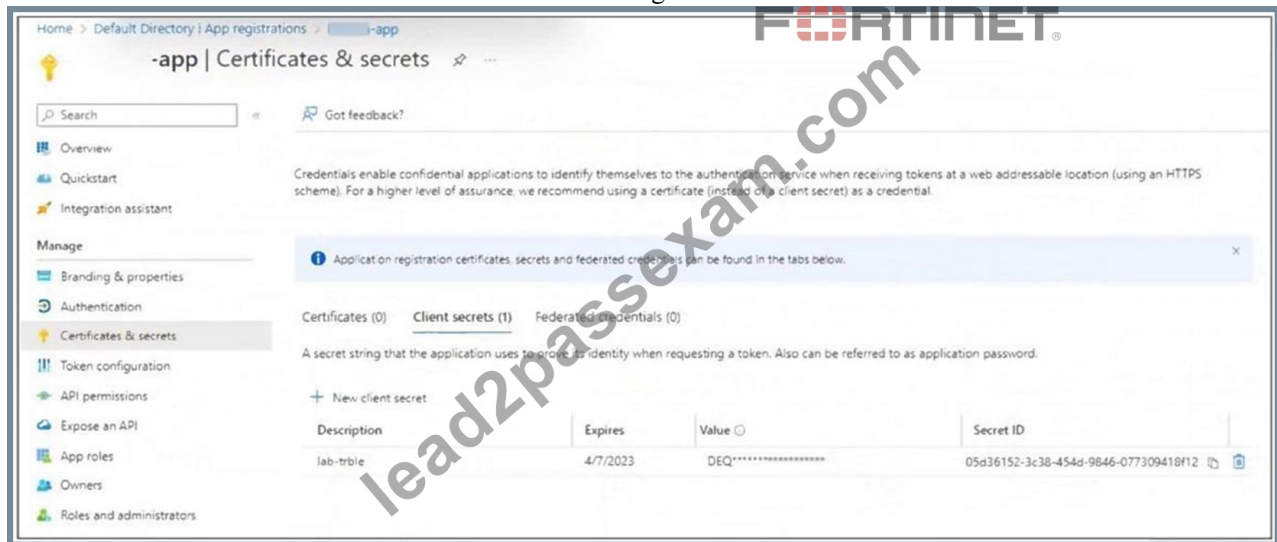 FORTINET®
Home > Default Directory | App registrations > -app
-app | Certificates & secrets
Search
Got feedback?
Overview
Quickstart
Integration assistant
Credentials enable confidential applications to identify themselves to the authentication service when receiving tokens at a web addressable location (using an HTTPS
scheme). For a higher level of assurance, we recommend using a certificate (instead of a client secret) as a credential.
Manage
Application registration certificates, secrets and federated credentials can be found in the tabs below.
Branding & properties
Authentication
Certificates & secrets
Token configuration
API permissions
Expose an API
App roles
Owners
Roles and administrators
Certificates (0) Client secrets (1) Federated credentials (0)
A secret string that the application uses to prove its identity when requesting a token. Also can be referred to as application password.
+ New client secret
Description Expires Value Secret ID
lab-trble 4/7/2023 DEQ****************** 05d36152-3c38-454d-9846-077309418f12
lead2passexam.com